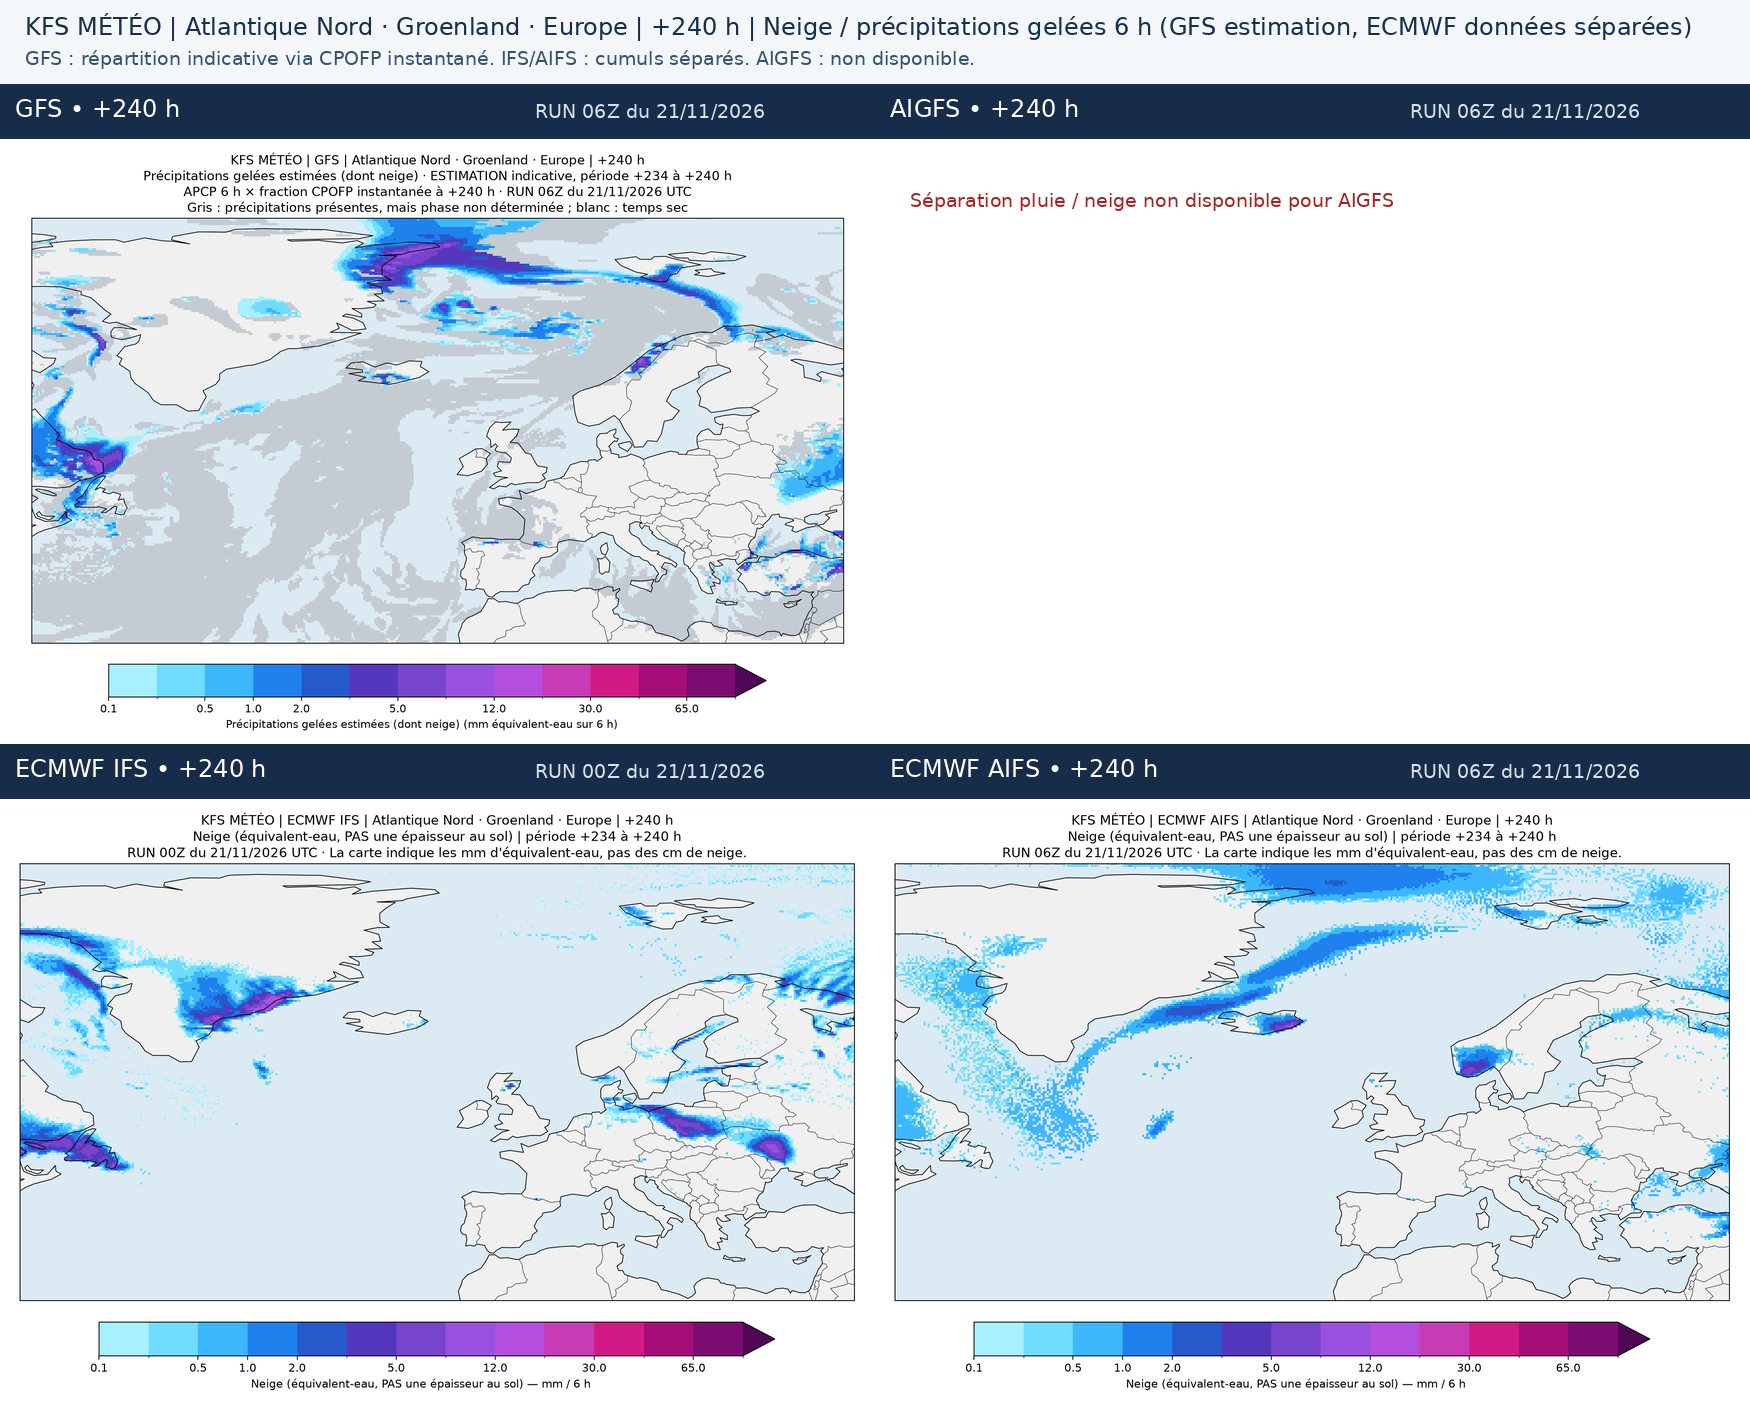 KFS MÉTÉO | Atlantique Nord · Groenland · Europe | +240 h | Neige / précipitations gelées 6 h (GFS estimation, ECMWF données séparées)
GFS : répartition indicative via CPOFP instantané. IFS/AIFS : cumuls séparés. AIGFS : non disponible.
GFS • +240 h
RUN 06Z du 21/11/2026
AIGFS • +240 h
RUN 06Z du 21/11/2026
KFS MÉTÉO | GFS | Atlantique Nord · Groenland · Europe | +240 h
Précipitations gelées estimées (dont neige) · ESTIMATION indicative, période +234 à +240 h
APCP 6 h × fraction CPOFP instantanée à +240 h · RUN 06Z du 21/11/2026 UTC
Gris : précipitations présentes, mais phase non déterminée ; blanc : temps sec
Séparation pluie / neige non disponible pour AIGFS
0.1 0.5 1.0 2.0 5.0 12.0 30.0 65.0
Précipitations gelées estimées (dont neige) (mm équivalent-eau sur 6 h)
ECMWF IFS • +240 h
RUN 00Z du 21/11/2026
ECMWF AIFS • +240 h
RUN 06Z du 21/11/2026
KFS MÉTÉO | ECMWF IFS | Atlantique Nord · Groenland · Europe | +240 h
Neige (équivalent-eau, PAS une épaisseur au sol) | période +234 à +240 h
RUN 00Z du 21/11/2026 UTC · La carte indique les mm d'équivalent-eau, pas des cm de neige.
KFS MÉTÉO | ECMWF AIFS | Atlantique Nord · Groenland · Europe | +240 h
Neige (équivalent-eau, PAS une épaisseur au sol) | période +234 à +240 h
RUN 06Z du 21/11/2026 UTC · La carte indique les mm d'équivalent-eau, pas des cm de neige.
0.1 0.5 1.0 2.0 5.0 12.0 30.0 65.0
Neige (équivalent-eau, PAS une épaisseur au sol) — mm / 6 h
0.1 0.5 1.0 2.0 5.0 12.0 30.0 65.0
Neige (équivalent-eau, PAS une épaisseur au sol) — mm / 6 h